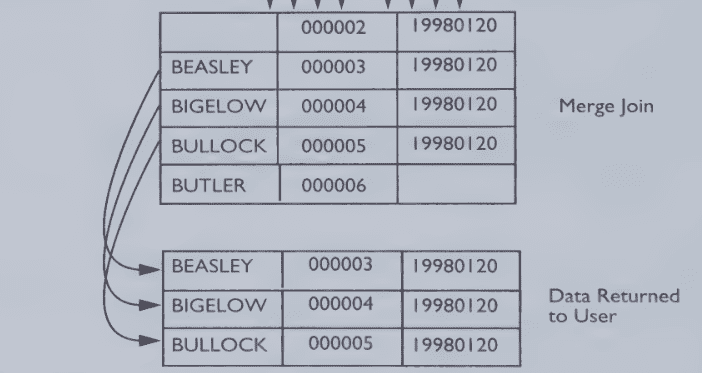 000002 19980120
BEASLEY 000003 19980120
BIGELOW 000004 19980120
BULLOCK 000005 19980120
BUTLER 000006
Merge Join
BEASLEY 000003 19980120
BIGELOW 000004 19980120
BULLOCK 000005 19980120
Data Returned
to User